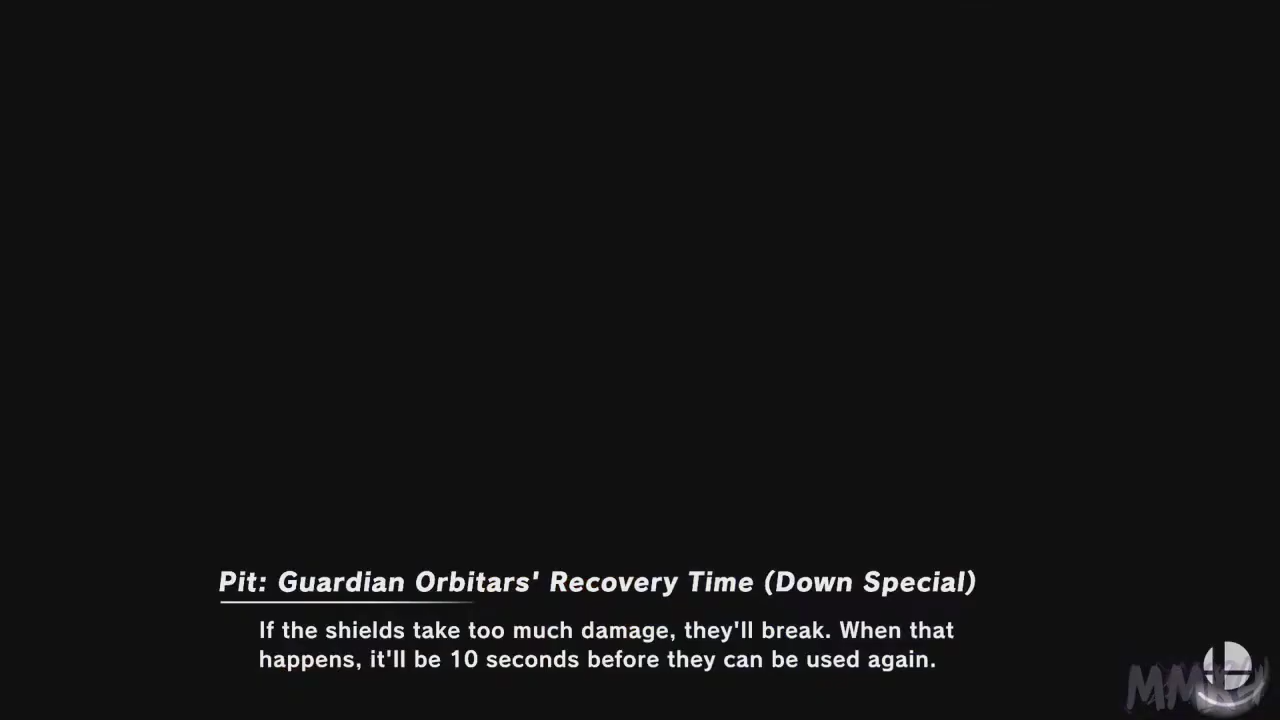 Pit: Guardian Orbitars' Recovery Time (Down Special)
If the shields take too much damage, they'll break. When that
happens, it'll be 10 seconds before they can be used again.